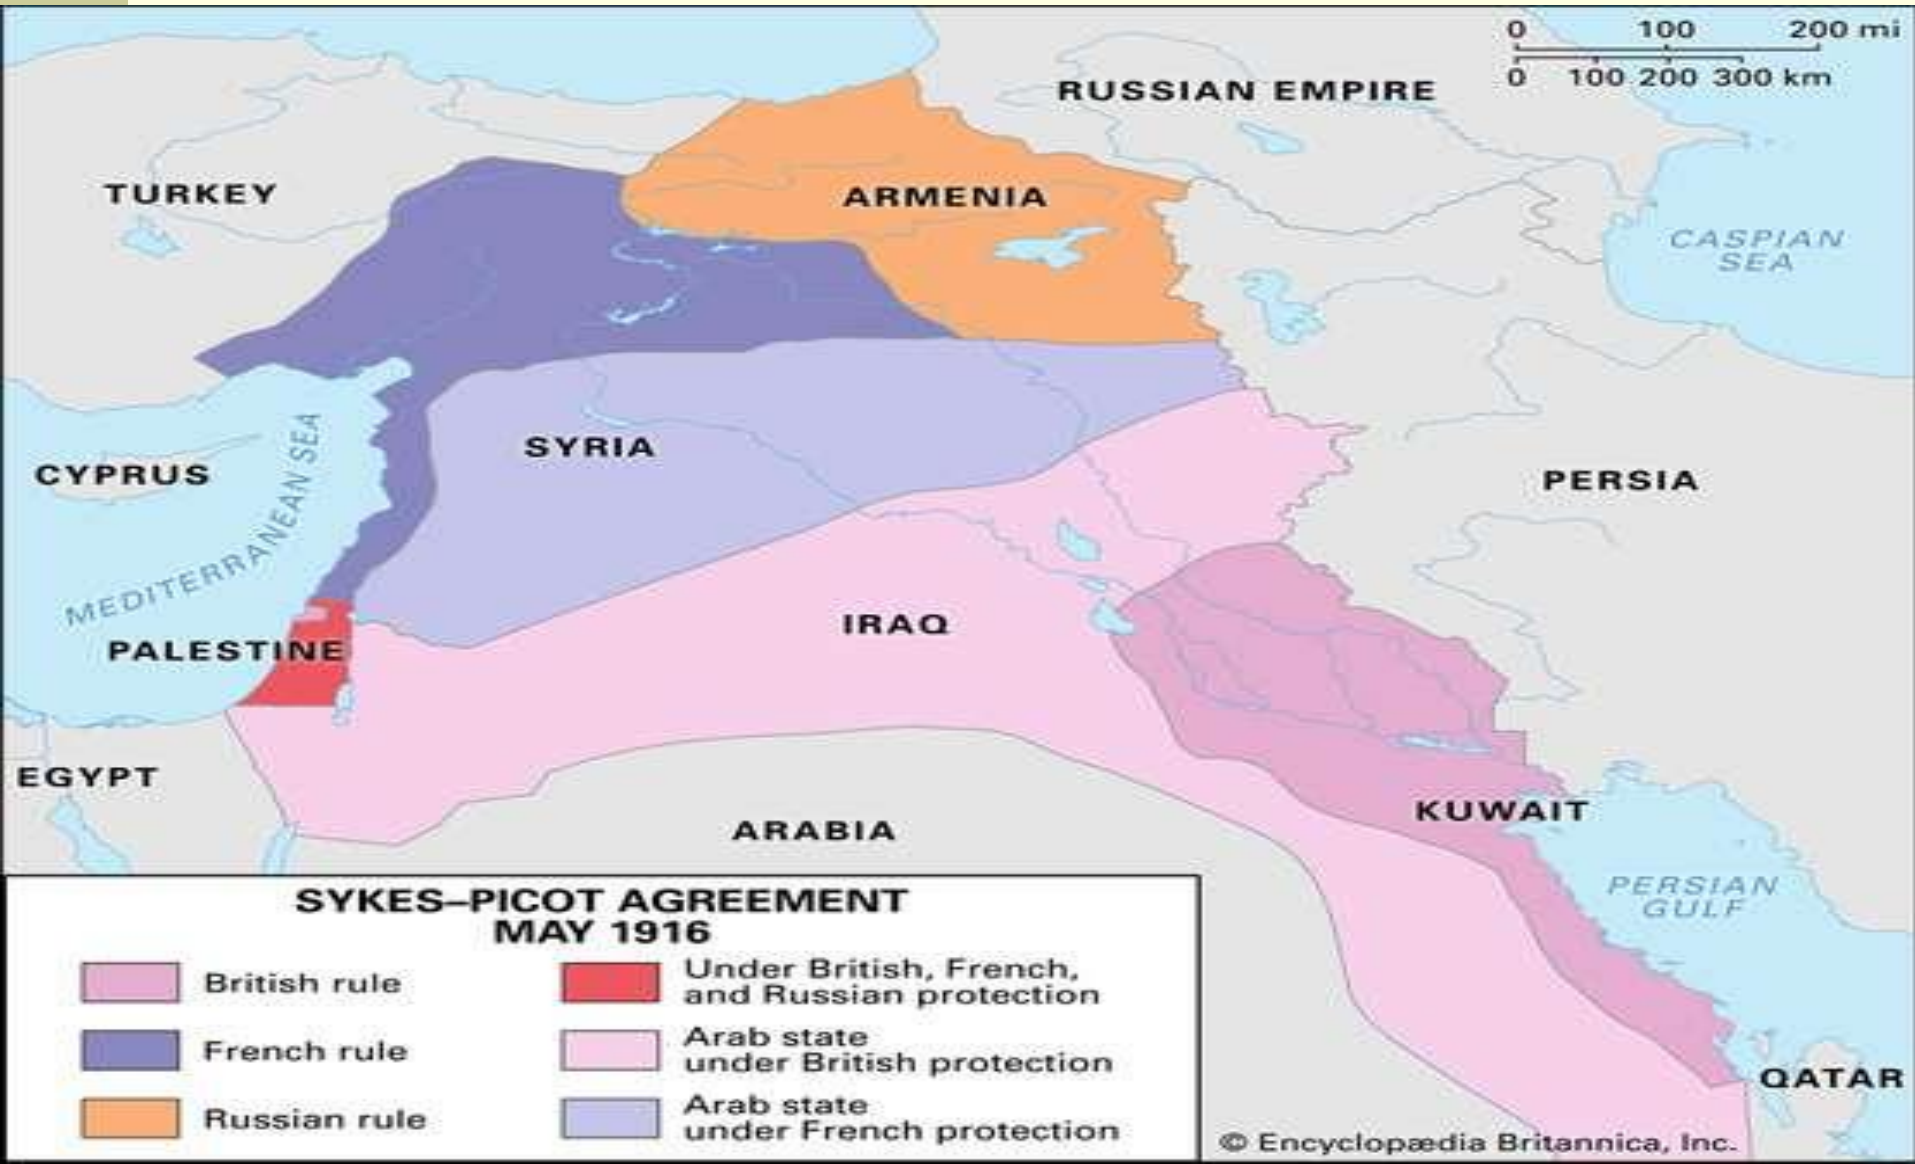 0 100 200 mi
0 100 200 300 km
RUSSIAN EMPIRE
TURKEY
ARMENIA
CASPIAN
SEA
SYRIA
CYPRUS
MEDITERRANEAN SEA
PERSIA
IRAQ
PALESTINE
EGYPT
KUWAIT
ARABIA
PERSIAN
GULF
QATAR
SYKES–PICOT AGREEMENT
MAY 1916
British rule
French rule
Russian rule
Under British, French,
and Russian protection
Arab state
under British protection
Arab state
under French protection
© Encyclopædia Britannica, Inc.